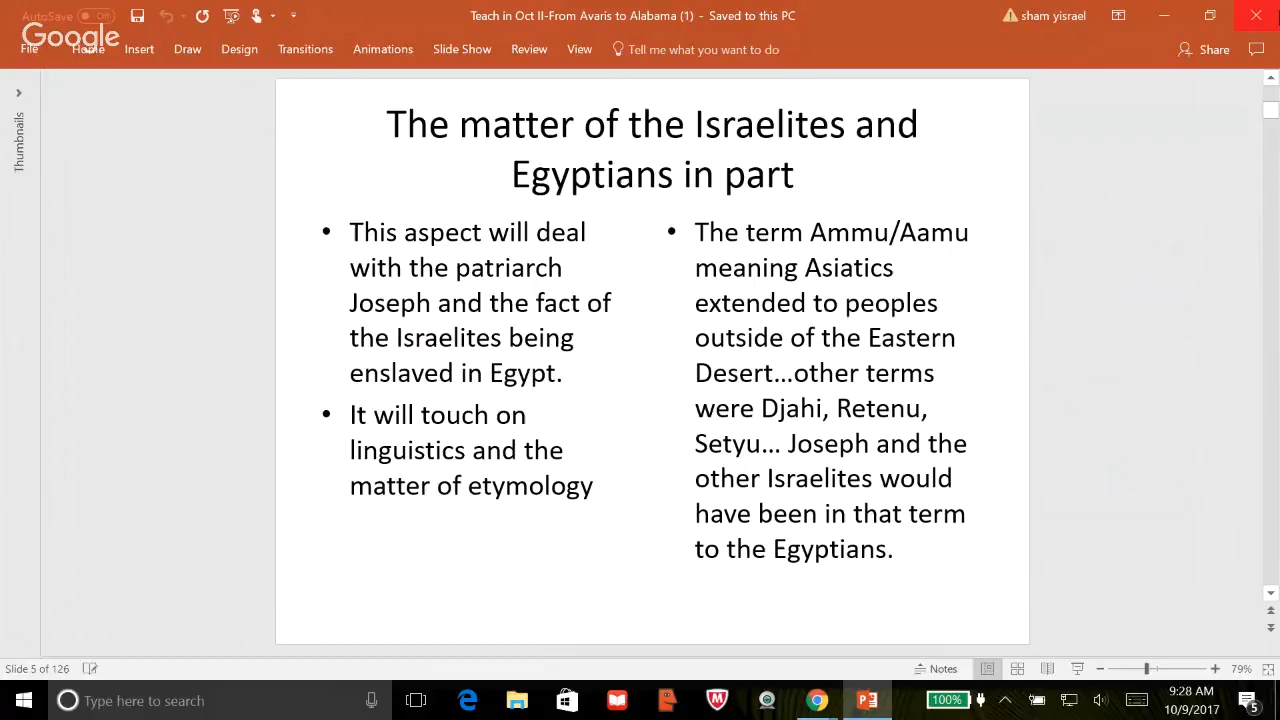 AutoSave Off
Teach in Oct II-From Avaris to Alabama (1) - Saved to this PC
sham yisrael
Google
File Home Insert Draw Design Transitions Animations Slide Show Review View Tell me what you want to do Share
Thumbnails
The matter of the Israelites and
Egyptians in part
• This aspect will deal
with the patriarch
Joseph and the fact of
the Israelites being
enslaved in Egypt.
• It will touch on
linguistics and the
matter of etymology
• The term Ammu/Aamu
meaning Asiatics
extended to peoples
outside of the Eastern
Desert...other terms
were Djahi, Retenu,
Setyu... Joseph and the
other Israelites would
have been in that term
to the Egyptians.
Slide 5 of 126
Notes
79%
Type here to search
100%
9:28 AM
10/9/2017
5